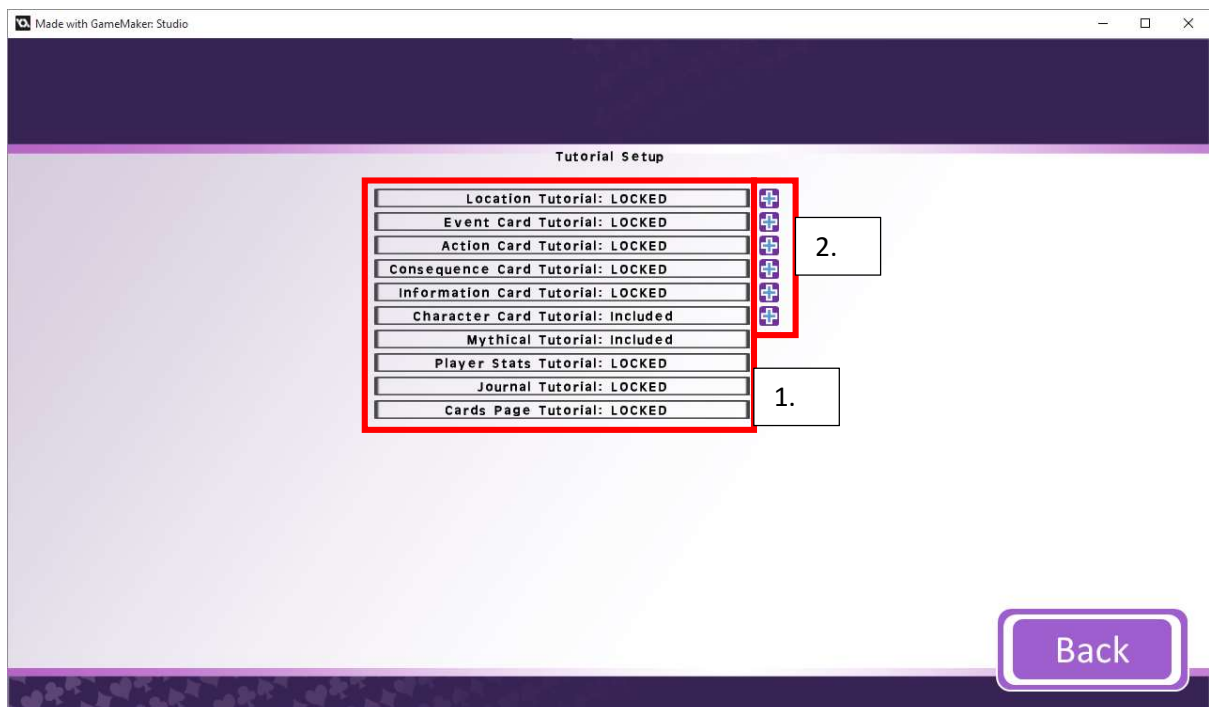 Made with GameMaker: Studio
Tutorial Setup
Location Tutorial: LOCKED
Event Card Tutorial: LOCKED
Action Card Tutorial: LOCKED
2.
Consequence Card Tutorial: LOCKED
Information Card Tutorial: LOCKED
Character Card Tutorial: Included
Mythical Tutorial: Included
Player Stats Tutorial: LOCKED
Journal Tutorial: LOCKED
1.
Cards Page Tutorial: LOCKED
Back